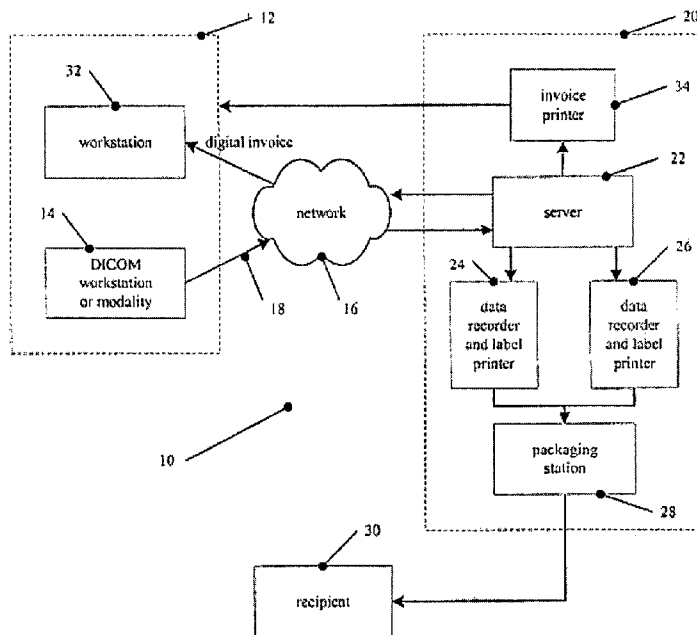 12
20
32
workstation
invoice
printer
34
digital invoice
22
14
network
server
DICOM
workstation
or modality
18
16
24
26
data
recorder
and label
printer
data
recorder
and label
printer
10
packaging
station
28
30
recipient